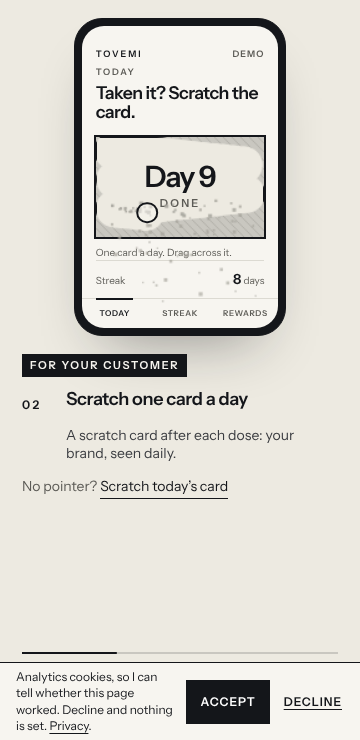 TOVEMI DEMO
TODAY
Taken it? Scratch the
card.
Day 9
DONE
One card a day. Drag across it.
Streak 8 days
TODAY STREAK REWARDS
FOR YOUR CUSTOMER
02 Scratch one card a day
A scratch card after each dose: your
brand, seen daily.
No pointer? Scratch today’s card
Analytics cookies, so I can
tell whether this page
worked. Decline and nothing
is set. Privacy.
ACCEPT DECLINE